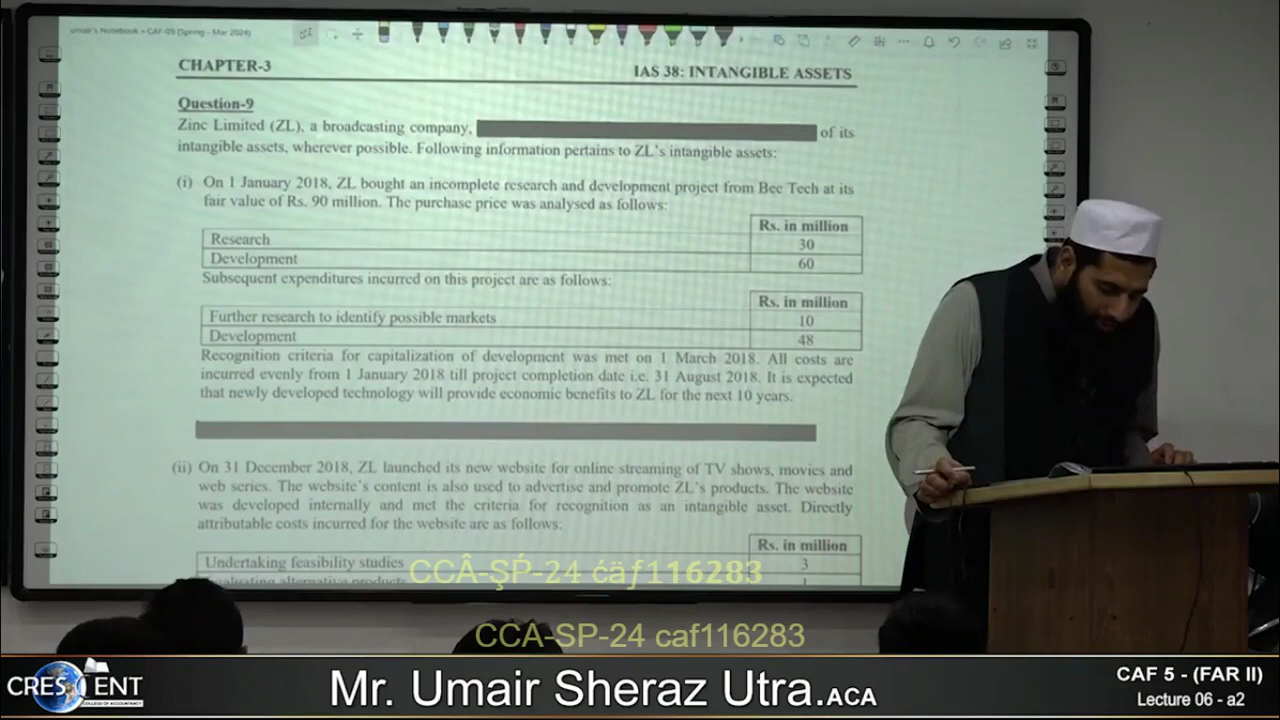 umair's Notebook » CAF-05 (Spring - Mar 2024)
CHAPTER-3
IAS 38: INTANGIBLE ASSETS
Question-9
Zinc Limited (ZL), a broadcasting company, of its
intangible assets, wherever possible. Following information pertains to ZL's intangible assets:
(i) On 1 January 2018, ZL bought an incomplete research and development project from Bee Tech at its
fair value of Rs. 90 million. The purchase price was analysed as follows:
Rs. in million
Research 30
Development 60
Subsequent expenditures incurred on this project are as follows:
Rs. in million
Further research to identify possible markets 10
Development 48
Recognition criteria for capitalization of development was met on 1 March 2018. All costs are
incurred evenly from 1 January 2018 till project completion date i.e. 31 August 2018. It is expected
that newly developed technology will provide economic benefits to ZL for the next 10 years.
(ii) On 31 December 2018, ZL launched its new website for online streaming of TV shows, movies and
web series. The website's content is also used to advertise and promote ZL's products. The website
was developed internally and met the criteria for recognition as an intangible asset. Directly
attributable costs incurred for the website are as follows:
Rs. in million
Undertaking feasibility studies 3
Evaluating alternative products 1
CCÂ-ŞṔ-24 ćäƒ116283
CCA-SP-24 caf116283
CRESCENT
COLLEGE OF ACCOUNTANCY
Mr. Umair Sheraz Utra.ACA
CAF 5 - (FAR II)
Lecture 06 - a2